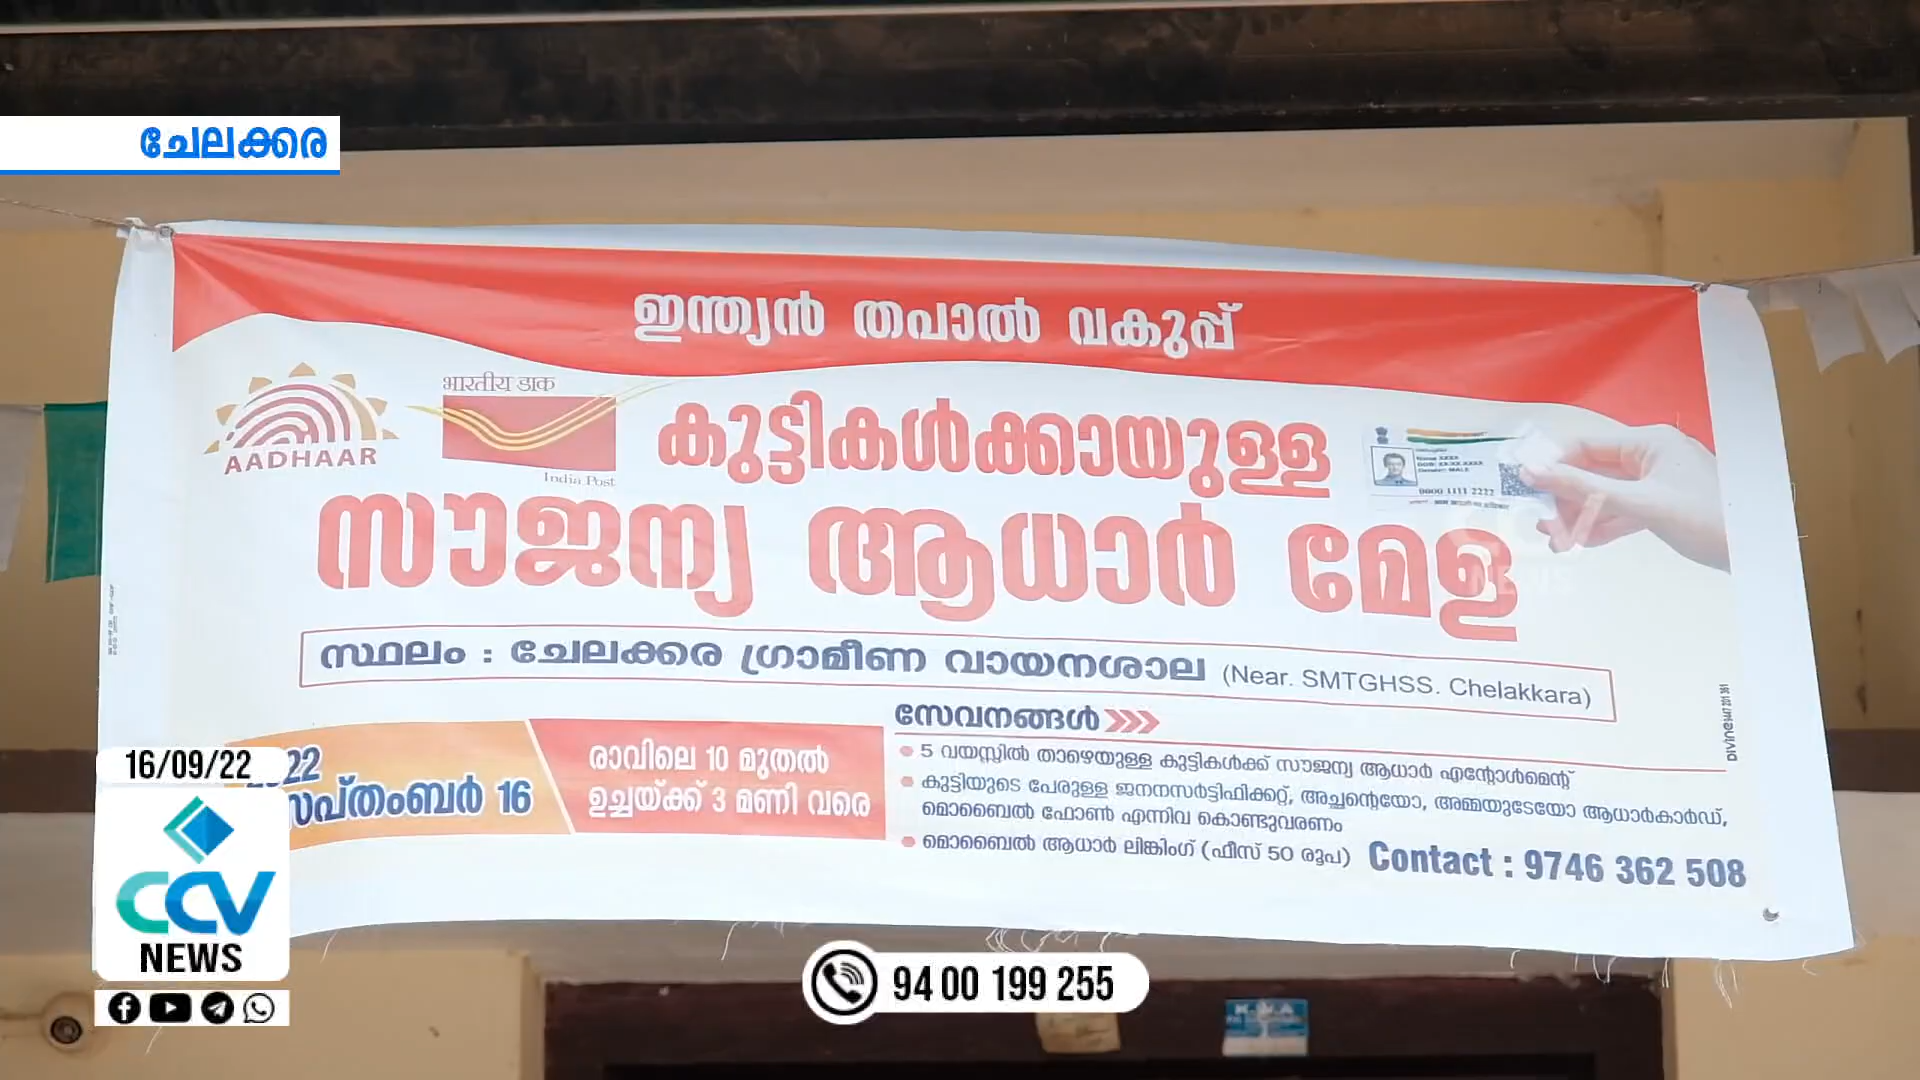 ചേലക്കര
ഇന്ത്യൻ തപാൽ വകുപ്പ്
AADHAAR
भारतीय डाक
India Post
കുട്ടികൾക്കായുള്ള
സൗജന്യ ആധാർ മേള
0000 1111 2222
സ്ഥലം : ചേലക്കര ഗ്രാമീണ വായനശാല (Near. SMTGHSS. Chelakkara)
സെപ്തംബർ 16
രാവിലെ 10 മുതൽ
ഉച്ചയ്ക്ക് 3 മണി വരെ
സേവനങ്ങൾ
5 വയസ്സിൽ താഴെയുള്ള കുട്ടികൾക്ക് സൗജന്യ ആധാർ എന്റോൾമെന്റ്
കുട്ടിയുടെ പേരുള്ള ജനനസർട്ടിഫിക്കറ്റ്, അച്ഛന്റെയോ, അമ്മയുടേയോ ആധാർകാർഡ്,
മൊബൈൽ ഫോൺ എന്നിവ കൊണ്ടുവരണം
മൊബൈൽ ആധാർ ലിങ്കിംഗ് (ഫീസ് 50 രൂപ)
Contact : 9746 362 508
16/09/22
CCV
NEWS
94 00 199 255